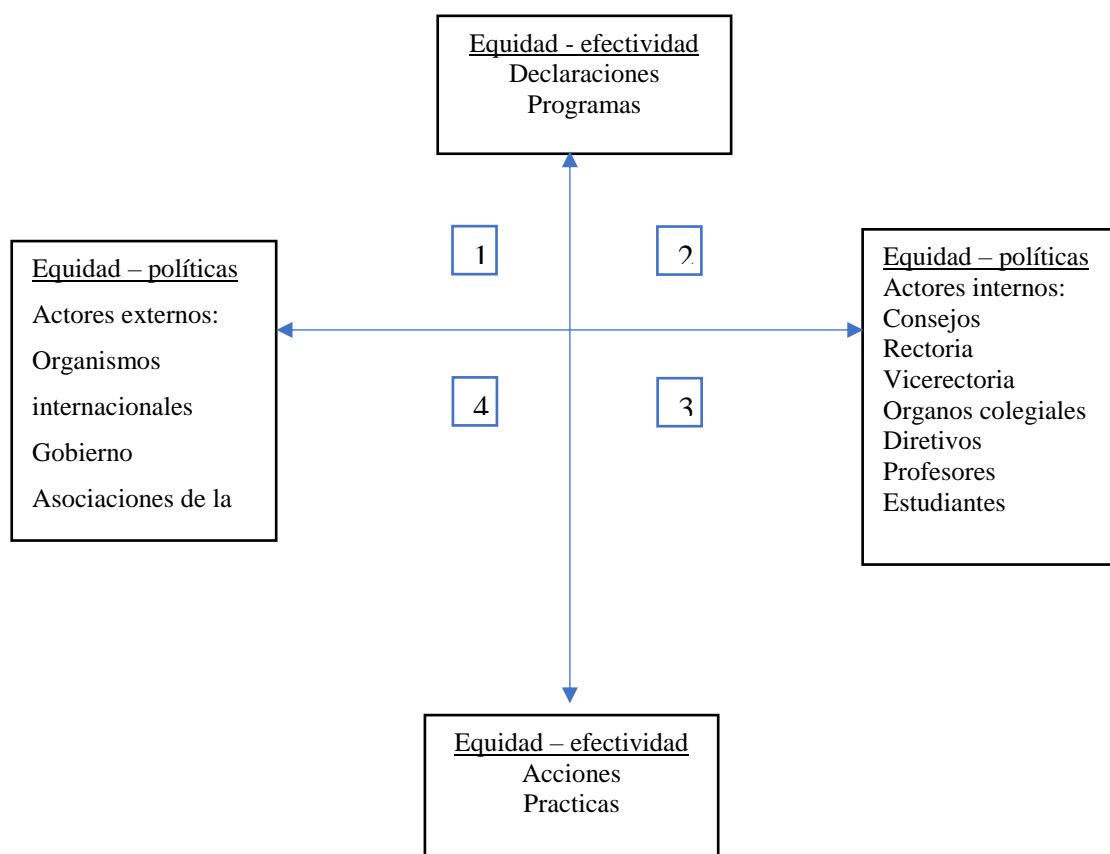 Equidad - efectividad
Declaraciones
Programas
1
2
Equidad – políticas
Actores externos:
Organismos
internacionales
Gobierno
Asociaciones de la
Equidad – políticas
Actores internos:
Consejos
Rectoria
Vicerectoria
Organos colegiales
Diretivos
Profesores
Estudiantes
4
3
Equidad – efectividad
Acciones
Practicas